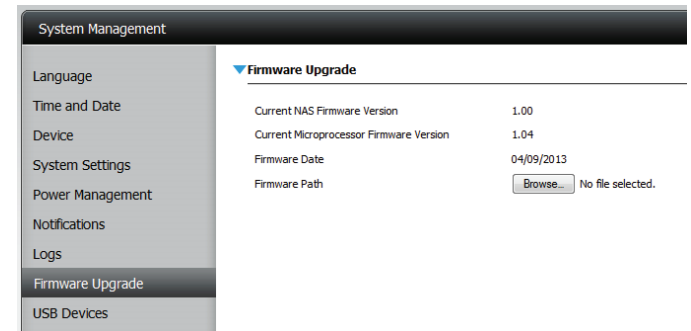 System Management
Language
Time and Date
Device
System Settings
Power Management
Notifications
Logs
Firmware Upgrade
USB Devices
Firmware Upgrade
Current NAS Firmware Version 1.00
Current Microprocessor Firmware Version 1.04
Firmware Date 04/09/2013
Firmware Path Browse... No file selected.